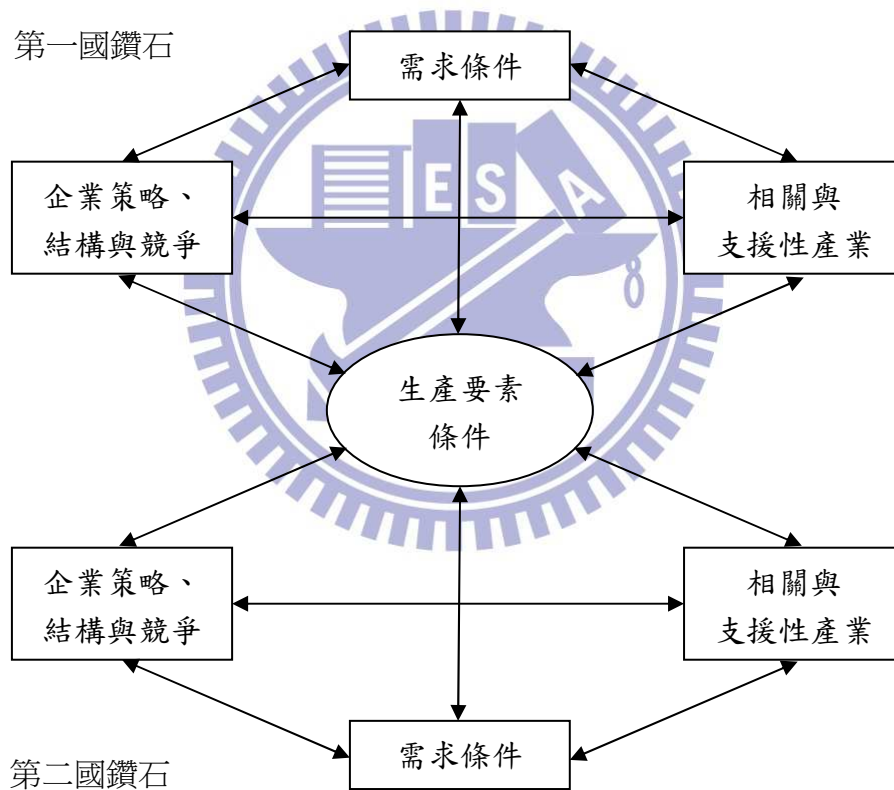 第一國鑽石
需求條件
E S A
企業策略、
結構與競爭
相關與
支援性產業
生產要素
條件
企業策略、
結構與競爭
相關與
支援性產業
需求條件
第二國鑽石